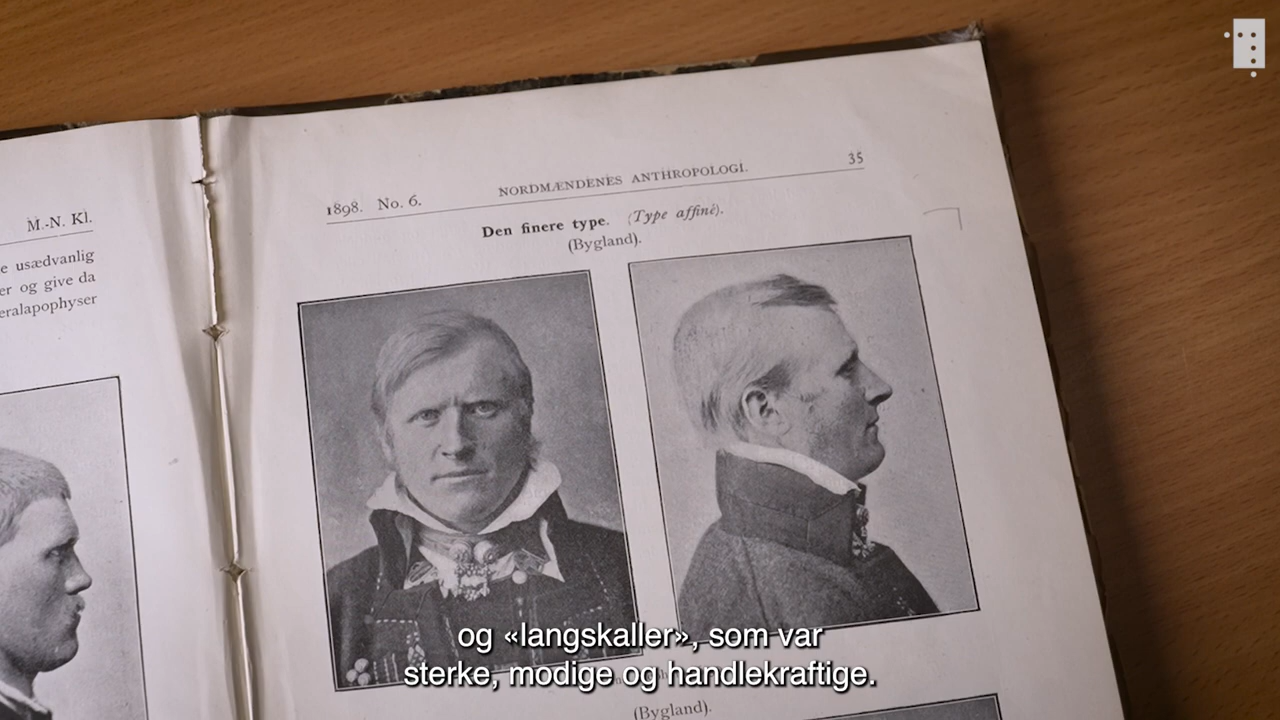 M.-N. Kl.
e usædvanlig
er og give da
eralapophyser
1898. No. 6.
NORDMÆNDENES ANTHROPOLOGI.
35
Den finere type. (Type affiné).
(Bygland).
og «langskaller», som var
sterke, modige og handlekraftige.
(Bygland).